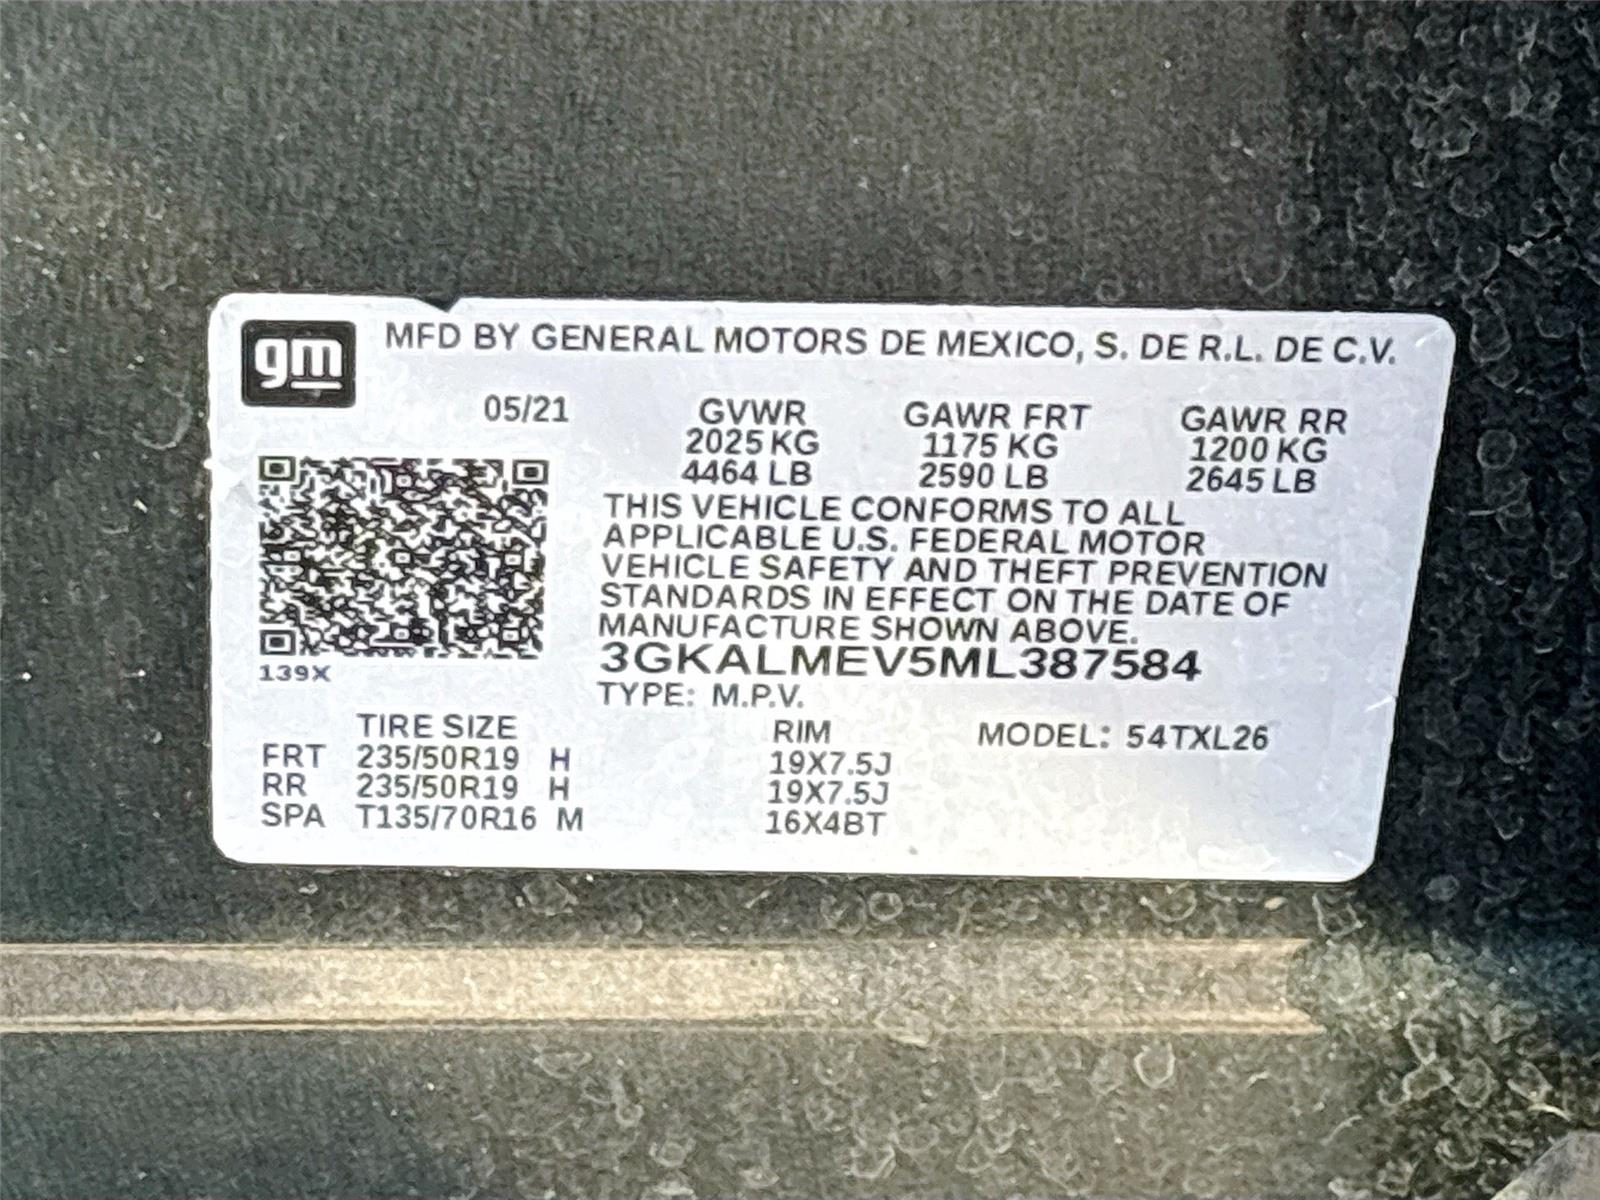 gm
MFD BY GENERAL MOTORS DE MEXICO, S. DE R.L. DE C.V.
05/21 GVWR GAWR FRT GAWR RR
2025 KG 1175 KG 1200 KG
4464 LB 2590 LB 2645 LB
THIS VEHICLE CONFORMS TO ALL
APPLICABLE U.S. FEDERAL MOTOR
VEHICLE SAFETY AND THEFT PREVENTION
STANDARDS IN EFFECT ON THE DATE OF
MANUFACTURE SHOWN ABOVE.
3GKALMEV5ML387584
139X
TYPE: M.P.V.
TIRE SIZE RIM MODEL: 54TXL26
FRT 235/50R19 H 19X7.5J
RR 235/50R19 H 19X7.5J
SPA T135/70R16 M 16X4BT